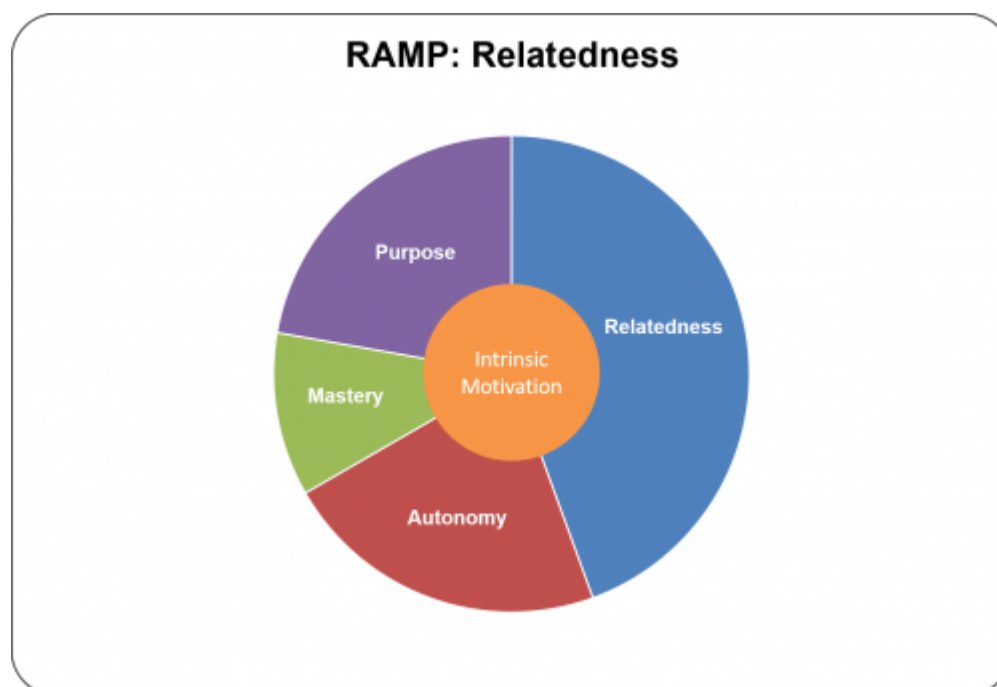 RAMP: Relatedness
Purpose
Relatedness
Intrinsic
Motivation
Mastery
Autonomy